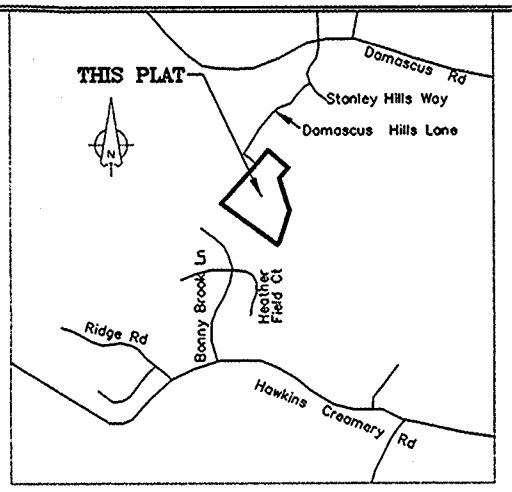 Damascus Rd
THIS PLAT
Stanley Hills Way
Damascus Hills Lane
N
Bonny Brook Ln
Heather
Field Ct
Ridge Rd
Hawkins Creamery Rd